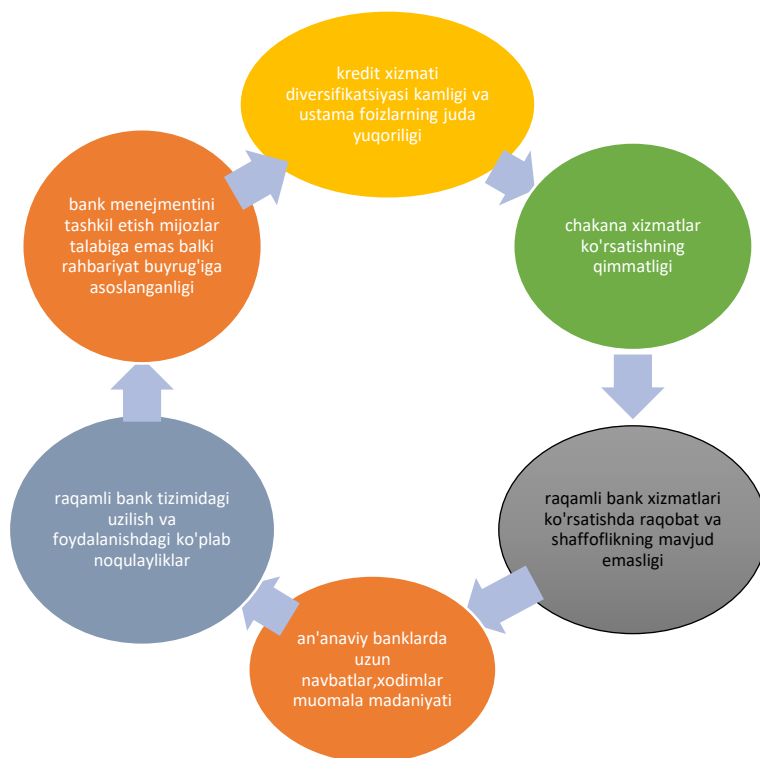 kredit xizmati
diversifikatsiyasi kamligi va
ustama foizlarning juda
yuqoriligi
chakana xizmatlar
ko'rsatishning
qimmatligi
raqamli bank xizmatlari
ko'rsatishda raqobat va
shaffoflikning mavjud
emasligi
an'anaviy banklarda
uzun
navbatlar,xodimlar
muomala madaniyati
raqamli bank tizimidagi
uzilish va
foydalanishdagi ko'plab
noqulayliklar
bank menejmentini
tashkil etish mijozlar
talabiga emas balki
rahbariyat buyrug'iga
asoslanganligi